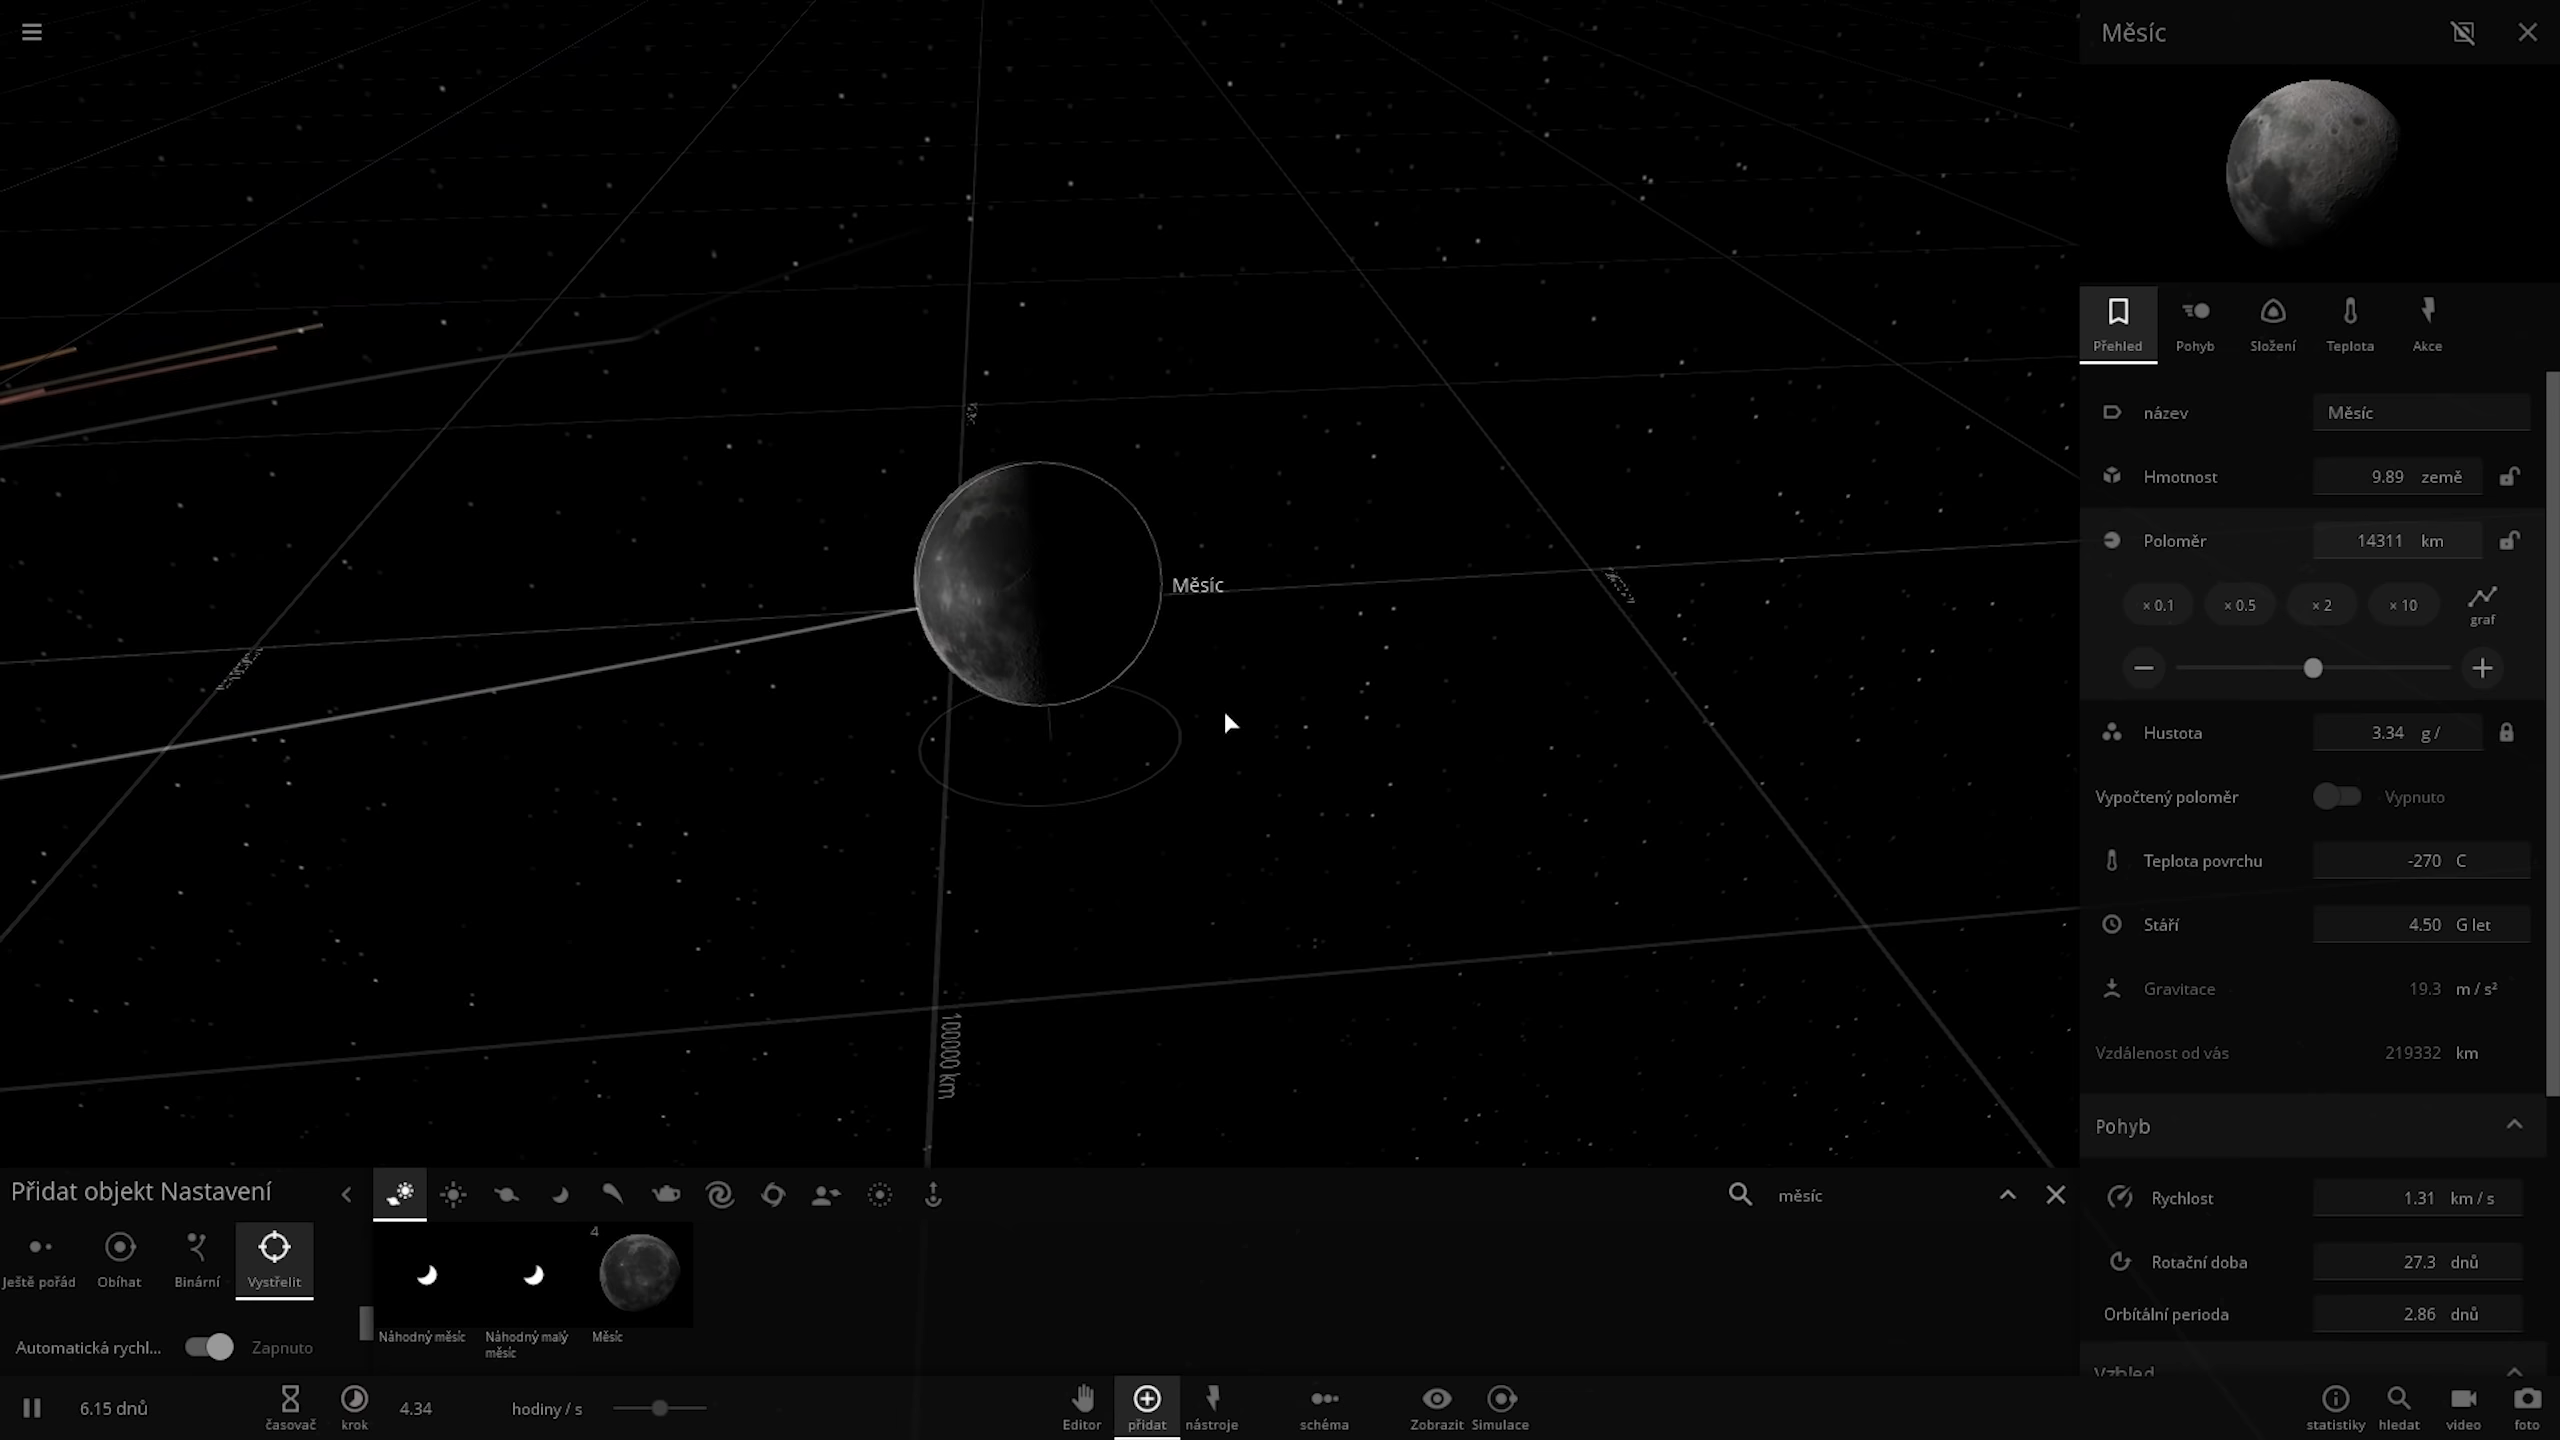 Měsíc
Přehled
Pohyb
Složení
Teplota
Akce
název
Měsíc
Hmotnost
9.89 země
Poloměr
14311 km
× 0.1
× 0.5
× 2
× 10
graf
Hustota
3.34 g /
Vypočtený poloměr
Vypnuto
Teplota povrchu
-270 C
Stáří
4.50 G let
Gravitace
19.3 m / s²
Vzdálenost od vás
219332 km
Pohyb
Rychlost
1.31 km / s
Rotační doba
27.3 dnů
Orbitální perioda
2.86 dnů
Vzhled
Měsíc
100000 km
Přidat objekt Nastavení
měsíc
Ještě pořád
Obíhat
Binární
Vystřelit
Automatická rychl...
Zapnuto
4
Náhodný měsíc
Náhodný malý
měsíc
Měsíc
6.15 dnů
časovač
krok
4.34
hodiny / s
Editor
přidat
nástroje
schéma
Zobrazit
Simulace
statistiky
hledat
video
foto